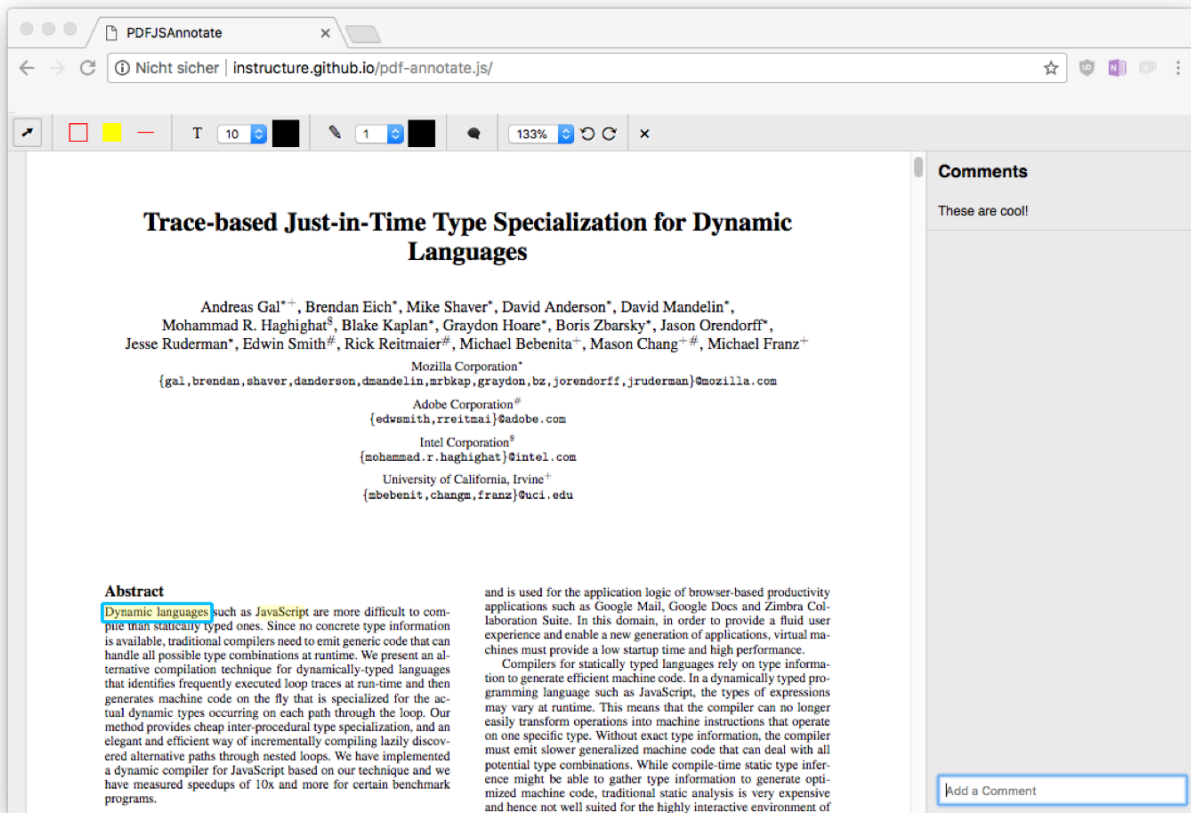 PDFJSAnnotate
Nicht sicher | instructure.github.io/pdf-annotate.js/
T 10 1 133%
Comments
These are cool!
Trace-based Just-in-Time Type Specialization for Dynamic
Languages
Andreas Gal*+, Brendan Eich*, Mike Shaver*, David Anderson*, David Mandelin*,
Mohammad R. Haghighat$, Blake Kaplan*, Graydon Hoare*, Boris Zbarsky*, Jason Orendorff*,
Jesse Ruderman*, Edwin Smith#, Rick Reitmaier#, Michael Bebenita+, Mason Chang+#, Michael Franz+
Mozilla Corporation*
{gal,brendan,shaver,danderson,dmandelin,mrbkap,graydon,bz,jorendorff,jruderman}@mozilla.com
Adobe Corporation#
{edwsmith,rreitmai}@adobe.com
Intel Corporation$
{mohammad.r.haghighat}@intel.com
University of California, Irvine+
{mbebenit,changm,franz}@uci.edu
Abstract
Dynamic languages such as JavaScript are more difficult to com-
pile than statically typed ones. Since no concrete type information
is available, traditional compilers need to emit generic code that can
handle all possible type combinations at runtime. We present an al-
ternative compilation technique for dynamically-typed languages
that identifies frequently executed loop traces at run-time and then
generates machine code on the fly that is specialized for the ac-
tual dynamic types occurring on each path through the loop. Our
method provides cheap inter-procedural type specialization, and an
elegant and efficient way of incrementally compiling lazily discov-
ered alternative paths through nested loops. We have implemented
a dynamic compiler for JavaScript based on our technique and we
have measured speedups of 10x and more for certain benchmark
programs.
and is used for the application logic of browser-based productivity
applications such as Google Mail, Google Docs and Zimbra Col-
laboration Suite. In this domain, in order to provide a fluid user
experience and enable a new generation of applications, virtual ma-
chines must provide a low startup time and high performance.
Compilers for statically typed languages rely on type informa-
tion to generate efficient machine code. In a dynamically typed pro-
gramming language such as JavaScript, the types of expressions
may vary at runtime. This means that the compiler can no longer
easily transform operations into machine instructions that operate
on one specific type. Without exact type information, the compiler
must emit slower generalized machine code that can deal with all
potential type combinations. While compile-time static type infer-
ence might be able to gather type information to generate opti-
mized machine code, traditional static analysis is very expensive
and hence not well suited for the highly interactive environment of
Add a Comment